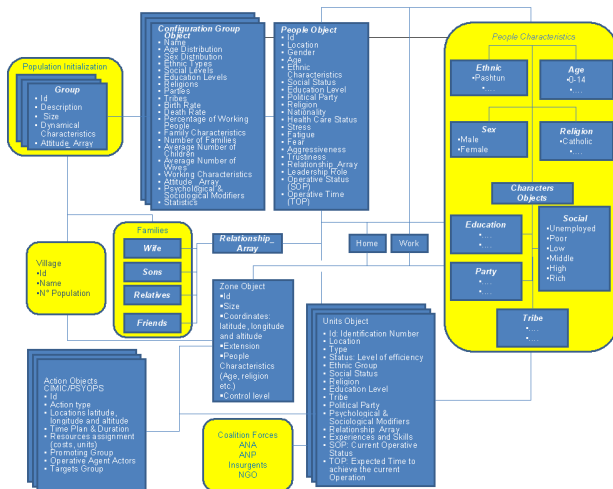 Population Initialization
Group
Id
Description
Size
Dynamical
Characteristics
Attitude_Array
Configuration Group
Object
Name
Age Distribution
Sex Distribution
Ethnic Types
Social Levels
Education Levels
Religions
Parties
Tribes
Birth Rate
Death Rate
Percentage of Working
People
Family Characteristics
Number of Families
Average Number of
Children
Average Number of
Wives
Working Characteristics
Attitude_Array
Psychological &
Sociological Modifiers
Statistics
People Object
Id
Location
Gender
Age
Ethnic
Characteristics
Social Status
Education Level
Political Party
Religion
Nationality
Health Care Status
Stress
Fatigue
Fear
Aggressiveness
Trustiness
Relationship_Array
Leadership Role
Operative Status
(SOP)
Operative Time
(TOP)
People Characteristics
Ethnic
Pashtun
....
Age
0-14
....
Sex
Male
Female
Religion
Catholic
....
Characters
Objects
Education
....
....
Social
Unemployed
Poor
Low
Middle
High
Rich
Party
....
....
Tribe
....
....
Village
Id
Name
N° Population
Families
Wife
Sons
Relatives
Friends
Relationship_
Array
Home
Work
Zone Object
Id
Size
Coordinates:
latitude, longitude
and altitude
Extension
People
Characteristics
(Age, religion
etc.)
Control level
Units Object
Id: Identification Number
Location
Type
Status: Level of efficiency
Ethnic Group
Social Status
Religion
Education Level
Tribe
Political Party
Psychological &
Sociological Modifiers
Relationship_Array
Experiences and Skills
SOP: Current Operative
Status
TOP: Expected Time to
achieve the current
Operation
Action Objects
CIMIC/PSYOPS
Id
Action type
Locations latitude,
longitude and altitude
Time Plan & Duration
Resources assignment
(costs, units)
Promoting Group
Operative Agent Actors
Targets Group
Coalition Forces
ANA
ANP
Insurgents
NGO